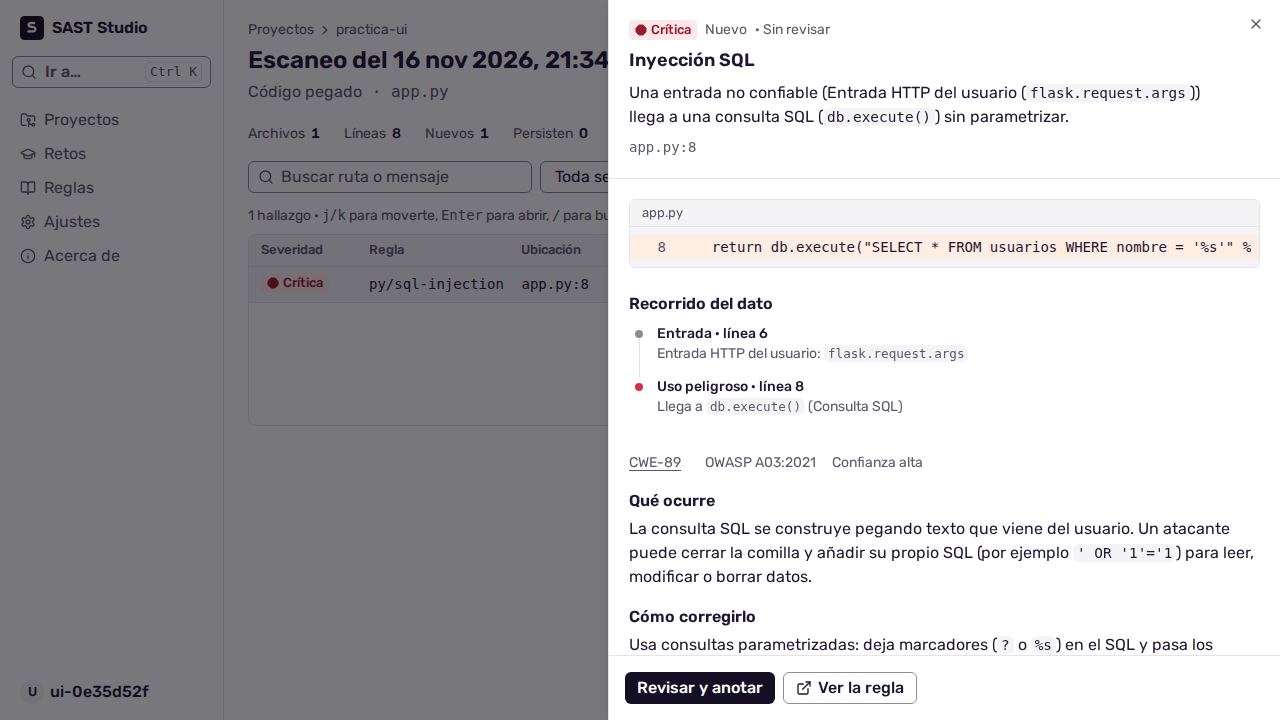 SAST Studio
Ir a...
Ctrl K
Proyectos
Retos
Reglas
Ajustes
Acerca de
U ui-0e35d52f
Proyectos > practica-ui
Escaneo del 16 nov 2026, 21:34
Código pegado · app.py
Archivos 1 Líneas 8 Nuevos 1 Persisten 0
Buscar ruta o mensaje
Toda se
1 hallazgo • j/k para moverte, Enter para abrir, / para bu
Severidad Regla Ubicación
Crítica py/sql-injection app.py:8
Crítica Nuevo • Sin revisar
Inyección SQL
Una entrada no confiable (Entrada HTTP del usuario (flask.request.args))
llega a una consulta SQL (db.execute()) sin parametrizar.
app.py:8
app.py
8 return db.execute("SELECT * FROM usuarios WHERE nombre = '%s'" %
Recorrido del dato
Entrada • línea 6
Entrada HTTP del usuario: flask.request.args
Uso peligroso • línea 8
Llega a db.execute() (Consulta SQL)
CWE-89 OWASP A03:2021 Confianza alta
Qué ocurre
La consulta SQL se construye pegando texto que viene del usuario. Un atacante
puede cerrar la comilla y añadir su propio SQL (por ejemplo ' OR '1'='1) para leer,
modificar o borrar datos.
Cómo corregirlo
Usa consultas parametrizadas: deja marcadores (? o %s) en el SQL y pasa los
Revisar y anotar
Ver la regla